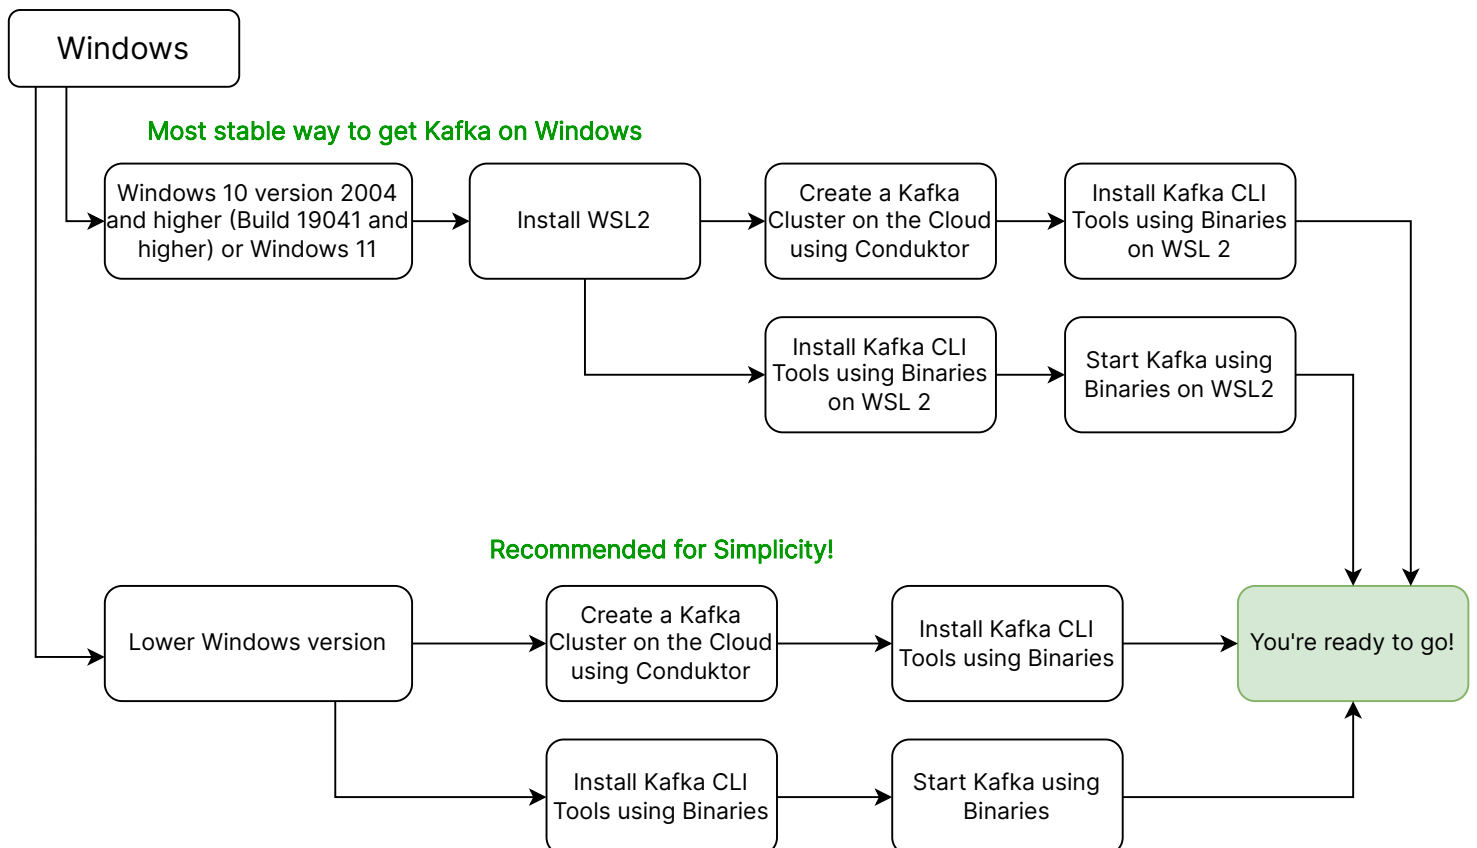 Windows
Most stable way to get Kafka on Windows
Windows 10 version 2004
and higher (Build 19041 and
higher) or Windows 11
Install WSL2
Create a Kafka
Cluster on the Cloud
using Conduktor
Install Kafka CLI
Tools using Binaries
on WSL 2
Install Kafka CLI
Tools using Binaries
on WSL 2
Start Kafka using
Binaries on WSL2
Recommended for Simplicity!
Lower Windows version
Create a Kafka
Cluster on the Cloud
using Conduktor
Install Kafka CLI
Tools using Binaries
You're ready to go!
Install Kafka CLI
Tools using Binaries
Start Kafka using
Binaries